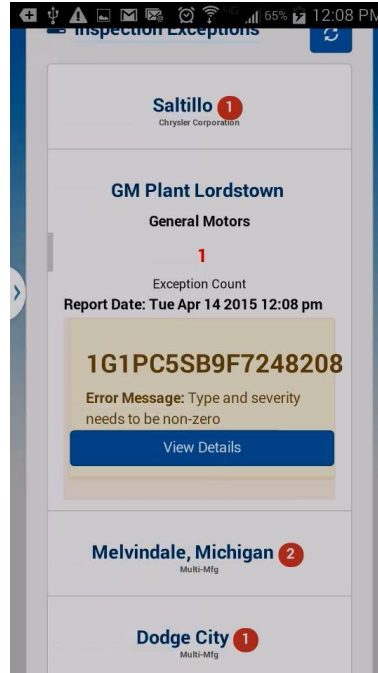 65% 12:08 PM
Inspection Exceptions
Saltillo 1
Chrysler Corporation
GM Plant Lordstown
General Motors
1
Exception Count
Report Date: Tue Apr 14 2015 12:08 pm
1G1PC5SB9F7248208
Error Message: Type and severity
needs to be non-zero
View Details
Melvindale, Michigan 2
Multi-Mfg
Dodge City 1
Multi-Mfg